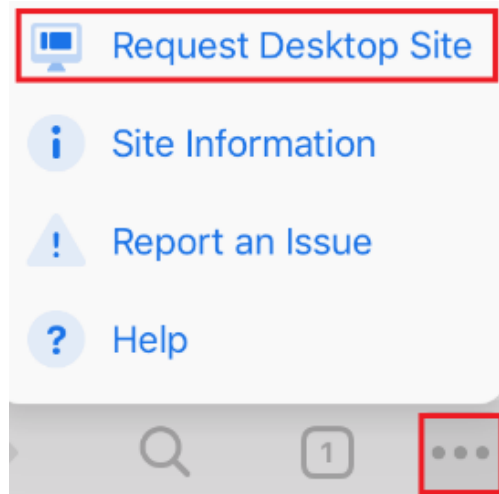 Request Desktop Site
Site Information
Report an Issue
Help
1